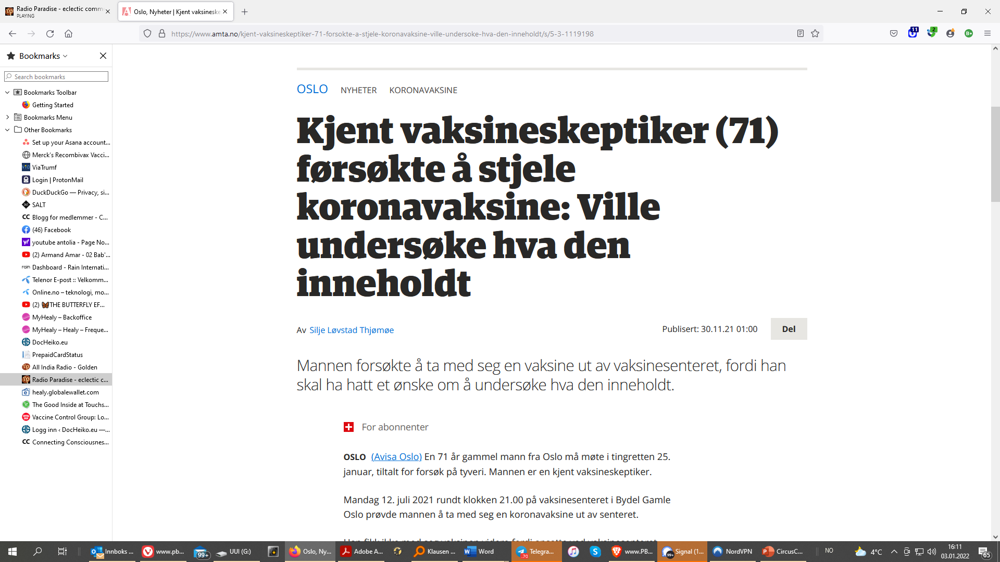 Radio Paradise - eclectic comm
PLAYING
Oslo, Nyheter | Kjent vaksineske
https://www.amta.no/kjent-vaksineskeptiker-71-forsokte-a-stjele-koronavaksine-ville-undersoke-hva-den-inneholdt/s/5-3-1119198
11
2
B+
Bookmarks
Search bookmarks
Bookmarks Toolbar
Getting Started
Bookmarks Menu
Other Bookmarks
Set up your Asana account...
Merck's Recombivax Vacci...
ViaTrumf
Login | ProtonMail
DuckDuckGo — Privacy, si...
SALT
CC Blogg for medlemmer - C...
(46) Facebook
youtube antolia - Page No...
(2) Armand Amar - 02 Bab'...
rain Dashboard - Rain Internati...
Telenor E-post :: Velkomm...
Online.no – teknologi, mo...
(2) 🦋THE BUTTERFLY EF...
MyHealy – Backoffice
MyHealy – Healy – Freque...
DocHeiko.eu
PrepaidCardStatus
All India Radio - Golden
Radio Paradise - eclectic c...
healy.globalewallet.com
The Good Inside at Touchs...
Vaccine Control Group: Lo...
Logg inn ‹ DocHeiko.eu —...
CC Connecting Consciousnes...
OSLO NYHETER KORONAVAKSINE
Kjent vaksineskeptiker (71)
førsøkte å stjele
koronavaksine: Ville
undersøke hva den
inneholdt
Av Silje Løvstad Thjømøe
Publisert: 30.11.21 01:00
Del
Mannen forsøkte å ta med seg en vaksine ut av vaksinesenteret, fordi han
skal ha hatt et ønske om å undersøke hva den inneholdt.
For abonnenter
OSLO (Avisa Oslo) En 71 år gammel mann fra Oslo må møte i tingretten 25.
januar, tiltalt for forsøk på tyveri. Mannen er en kjent vaksineskeptiker.
Mandag 12. juli 2021 rundt klokken 21.00 på vaksinesenteret i Bydel Gamle
Oslo prøvde mannen å ta med seg en koronavaksine ut av senteret.
Innboks ...
www.pb...
99+
UUI (G:)
Oslo, Ny...
Adobe A...
Klausen ...
Word
Telegra...
70
www.PB...
Signal (1...
99+
NordVPN
CircusC...
NO
4°C
16:11
03.01.2022
65